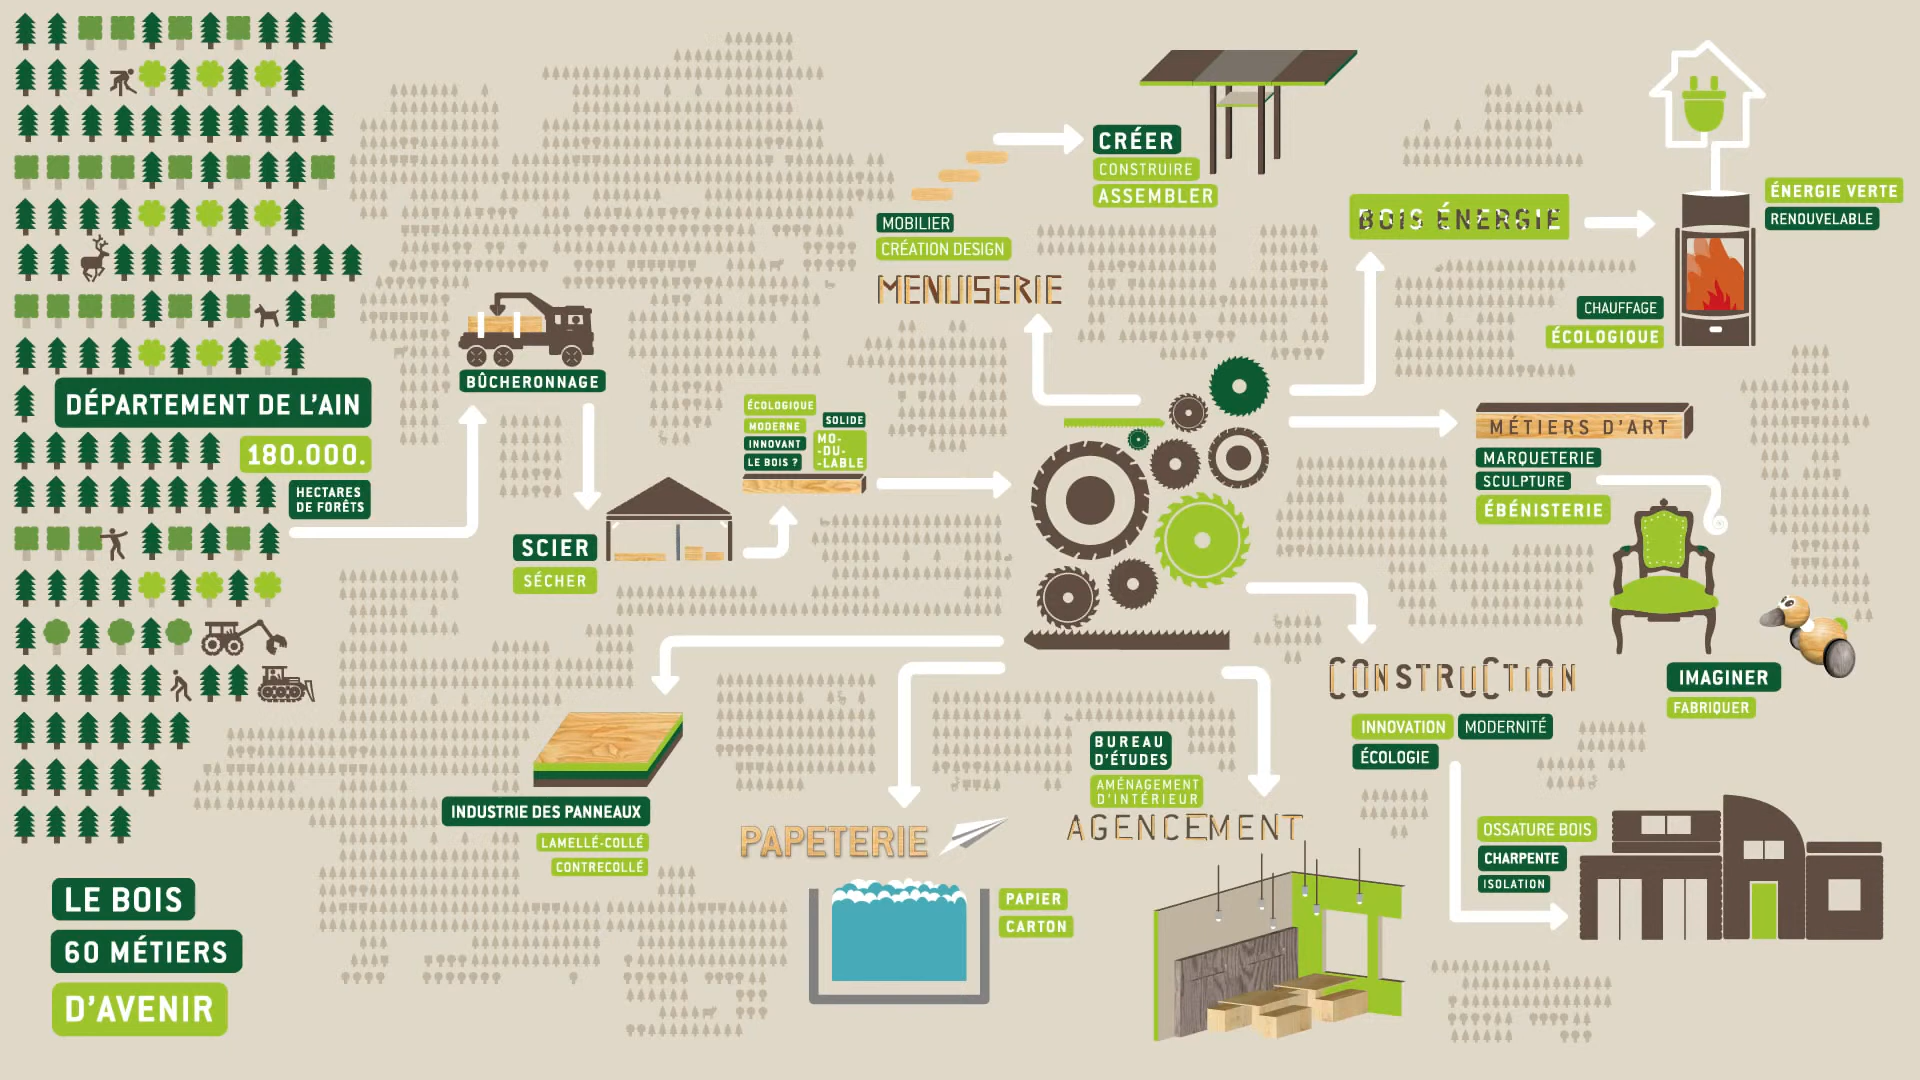 DÉPARTEMENT DE L'AIN
180.000.
HECTARES
DE FORÊTS
LE BOIS
60 MÉTIERS
D'AVENIR
BÛCHERONNAGE
SCIER
SÉCHER
ÉCOLOGIQUE
MODERNE
INNOVANT
LE BOIS ?
SOLIDE
MO-
-DU-
-LABLE
MOBILIER
CRÉATION DESIGN
MENUISERIE
CRÉER
CONSTRUIRE
ASSEMBLER
BOIS ÉNERGIE
ÉNERGIE VERTE
RENOUVELABLE
CHAUFFAGE
ÉCOLOGIQUE
MÉTIERS D'ART
MARQUETERIE
SCULPTURE
ÉBÉNISTERIE
IMAGINER
FABRIQUER
CONSTRUCTION
INNOVATION
MODERNITÉ
ÉCOLOGIE
OSSATURE BOIS
CHARPENTE
ISOLATION
BUREAU
D'ÉTUDES
AMÉNAGEMENT
D'INTÉRIEUR
AGENCEMENT
PAPETERIE
PAPIER
CARTON
INDUSTRIE DES PANNEAUX
LAMELLÉ-COLLÉ
CONTRECOLLÉ